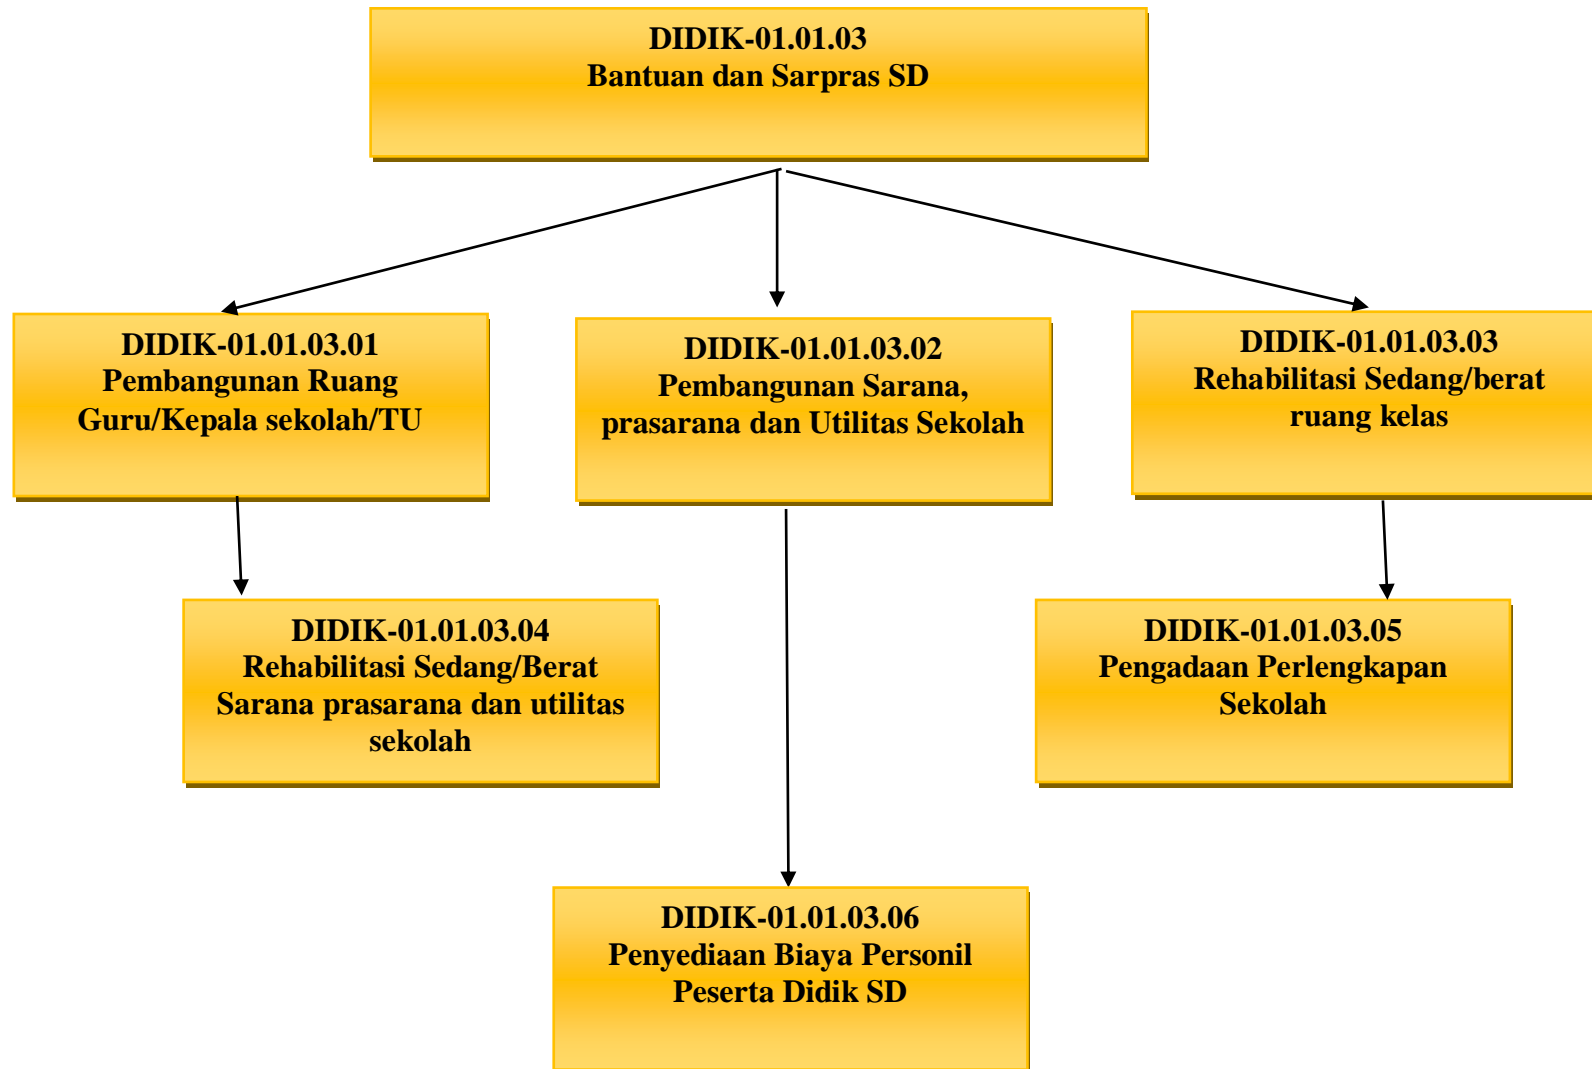 DIDIK-01.01.03
Bantuan dan Sarpras SD
DIDIK-01.01.03.01
Pembangunan Ruang
Guru/Kepala sekolah/TU
DIDIK-01.01.03.02
Pembangunan Sarana,
prasarana dan Utilitas Sekolah
DIDIK-01.01.03.03
Rehabilitasi Sedang/berat
ruang kelas
DIDIK-01.01.03.04
Rehabilitasi Sedang/Berat
Sarana prasarana dan utilitas
sekolah
DIDIK-01.01.03.05
Pengadaan Perlengkapan
Sekolah
DIDIK-01.01.03.06
Penyediaan Biaya Personil
Peserta Didik SD